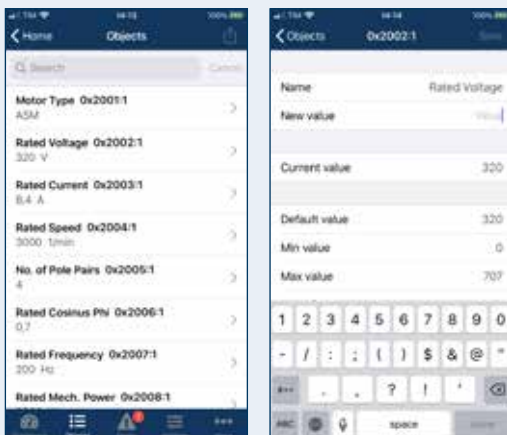 Home
Objects
Search
Cancel
Motor Type 0x2001:1
ASM
Rated Voltage 0x2002:1
320 V
Rated Current 0x2003:1
8,4 A
Rated Speed 0x2004:1
3000 1/min
No. of Pole Pairs 0x2005:1
4
Rated Cosinus Phi 0x2006:1
0,7
Rated Frequency 0x2007:1
200 Hz
Rated Mech. Power 0x2008:1
100%
Objects
0x2002:1
Save
Name Rated Voltage
New value
Current value 320
Default value 320
Min value 0
Max value 707
1 2 3 4 5 6 7 8 9 0
- / : ; ( ) $ & @ "
#+= . , ? ! '
ABC space